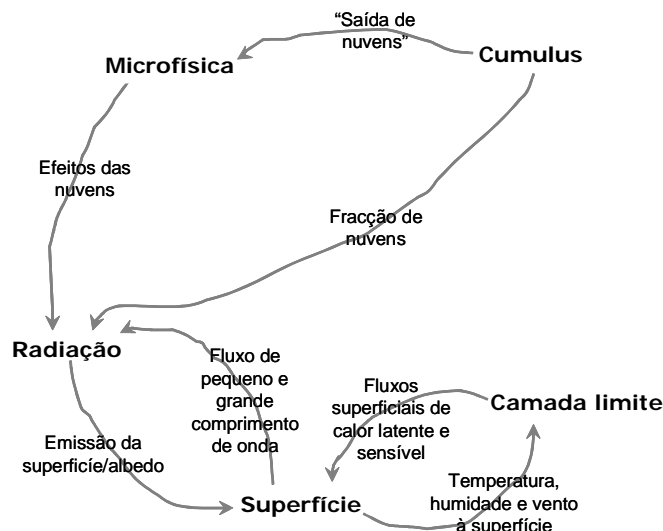 “Saída de
nuvens”
Microfísica
Cumulus
Efeitos das
nuvens
Fracção de
nuvens
Radiação
Fluxo de
pequeno e
grande
comprimento
de onda
Fluxos
superficiais de
calor latente e
sensível
Camada limite
Emissão da
superficíe/albedo
Superfície
Temperatura,
humidade e vento
à superfície